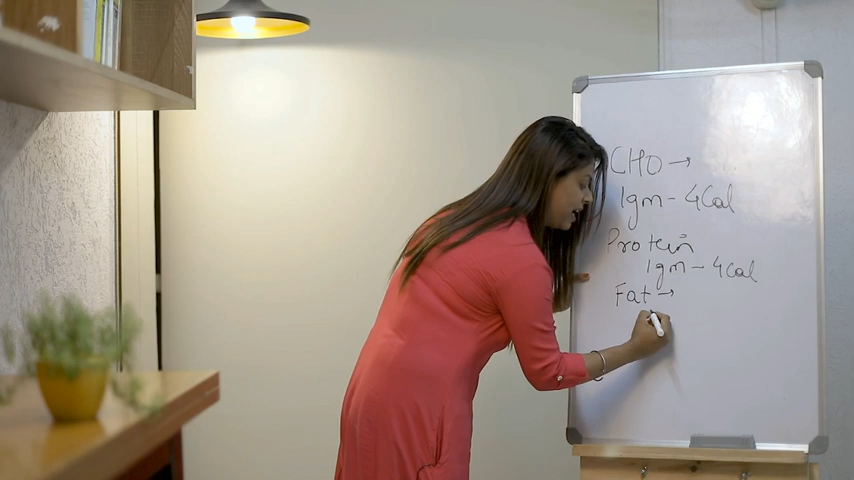 CHO →
1gm - 4Cal
Protein
1gm - 4Cal
Fat →